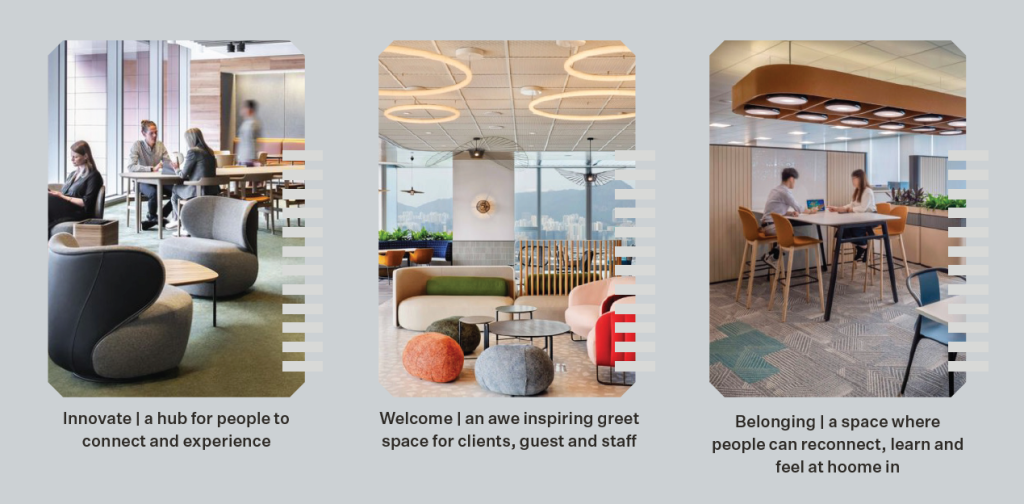 Innovate | a hub for people to
connect and experience
Welcome | an awe inspiring greet
space for clients, guest and staff
Belonging | a space where
people can reconnect, learn and
feel at hoome in